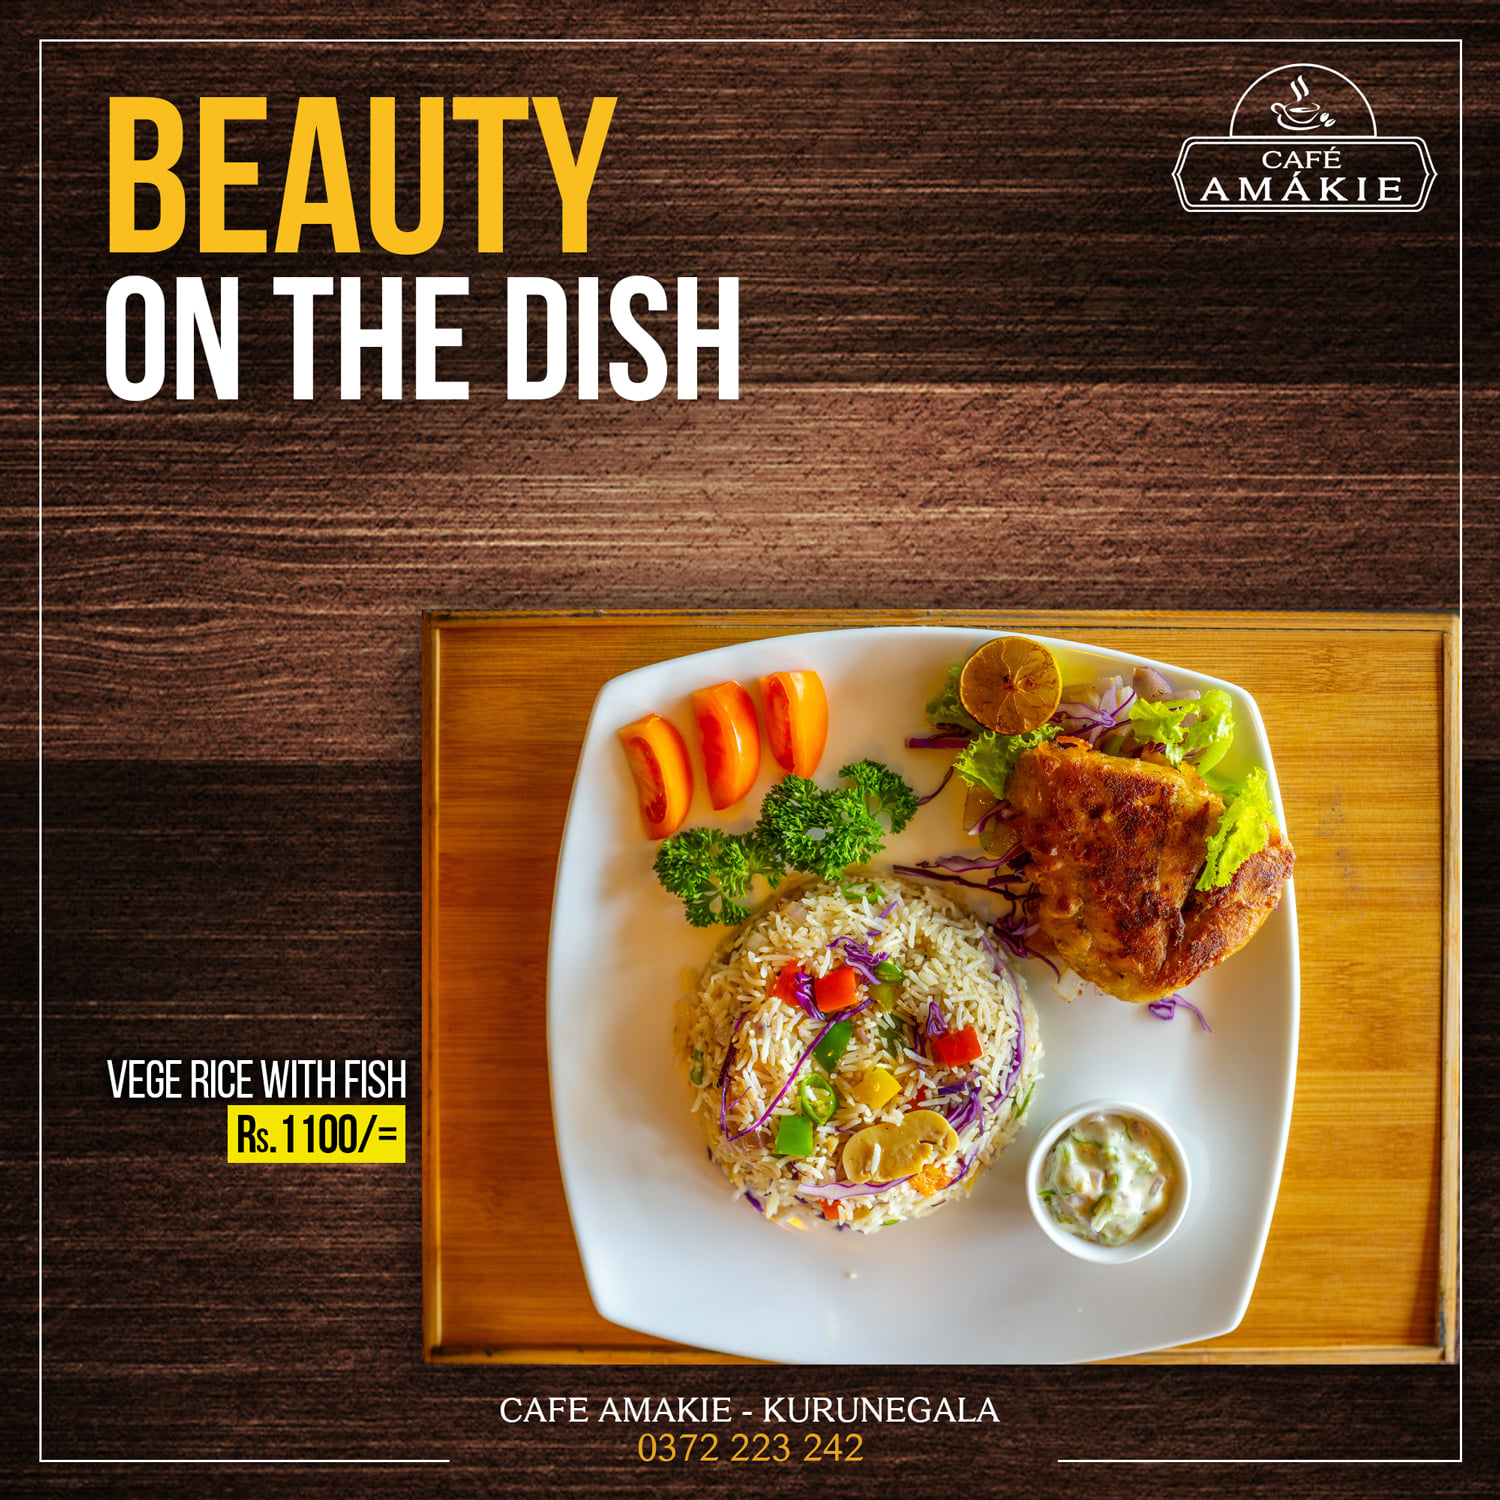 BEAUTY
ON THE DISH
CAFÉ
AMÁKIE
VEGE RICE WITH FISH
Rs.1100/=
CAFE AMAKIE - KURUNEGALA
0372 223 242